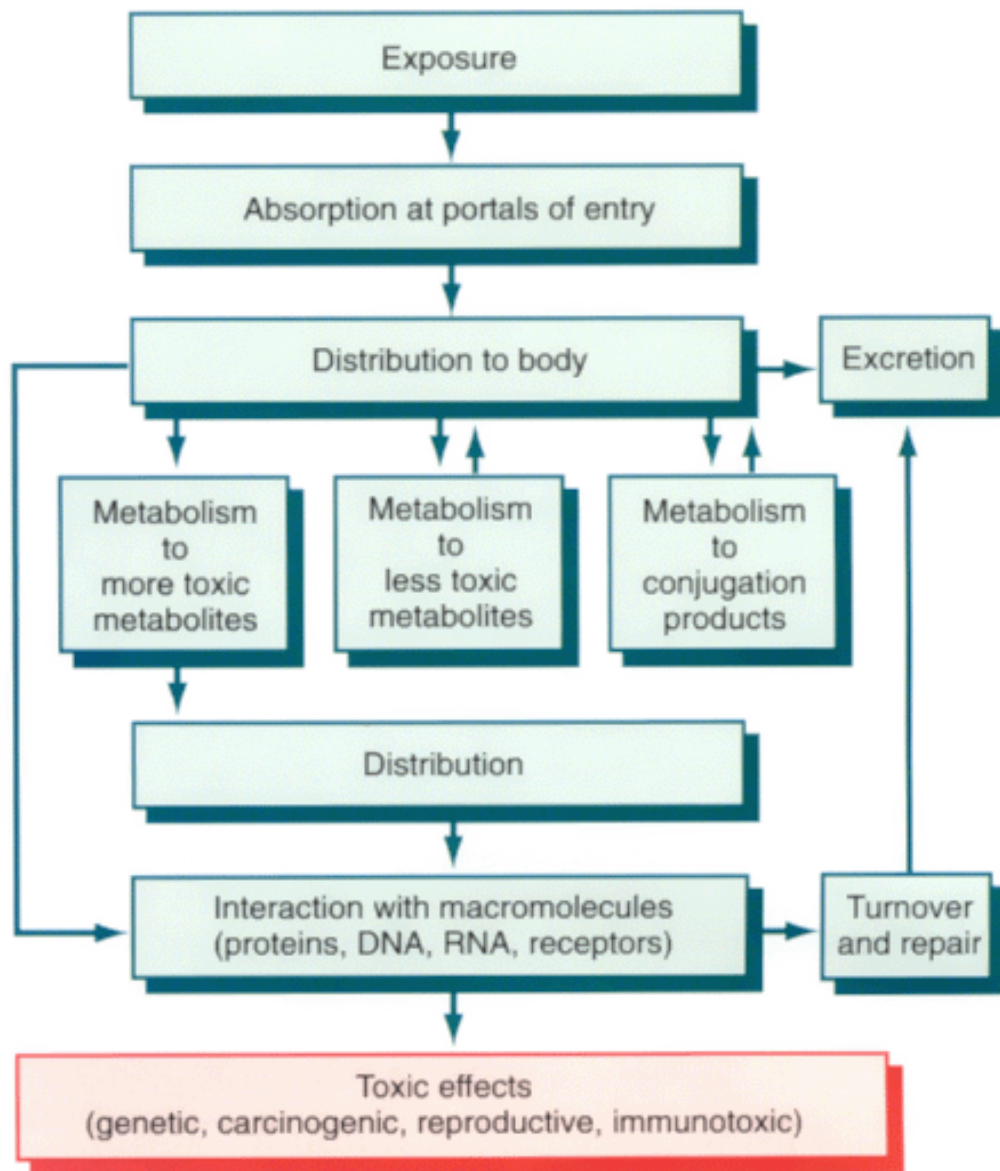 Exposure
Absorption at portals of entry
Distribution to body
Excretion
Metabolism
to
more toxic
metabolites
Metabolism
to
less toxic
metabolites
Metabolism
to
conjugation
products
Distribution
Interaction with macromolecules
(proteins, DNA, RNA, receptors)
Turnover
and repair
Toxic effects
(genetic, carcinogenic, reproductive, immunotoxic)